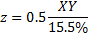 z = 0.5 XY / 15.5%